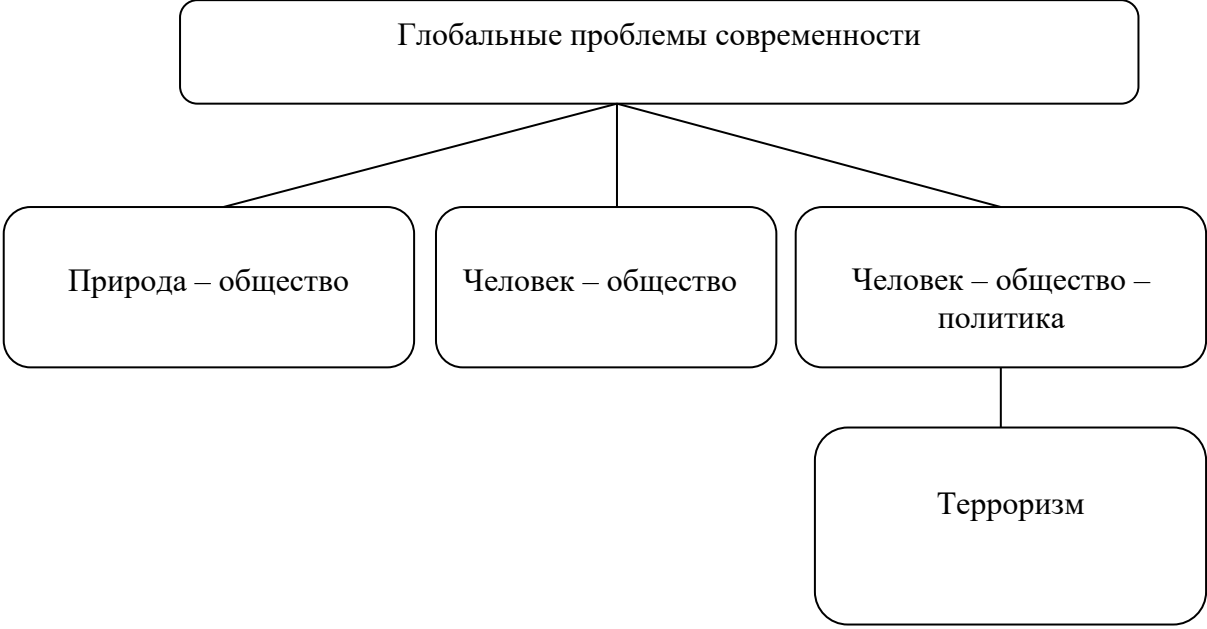 Глобальные проблемы современности
Природа – общество
Человек – общество
Человек – общество –
политика
Терроризм